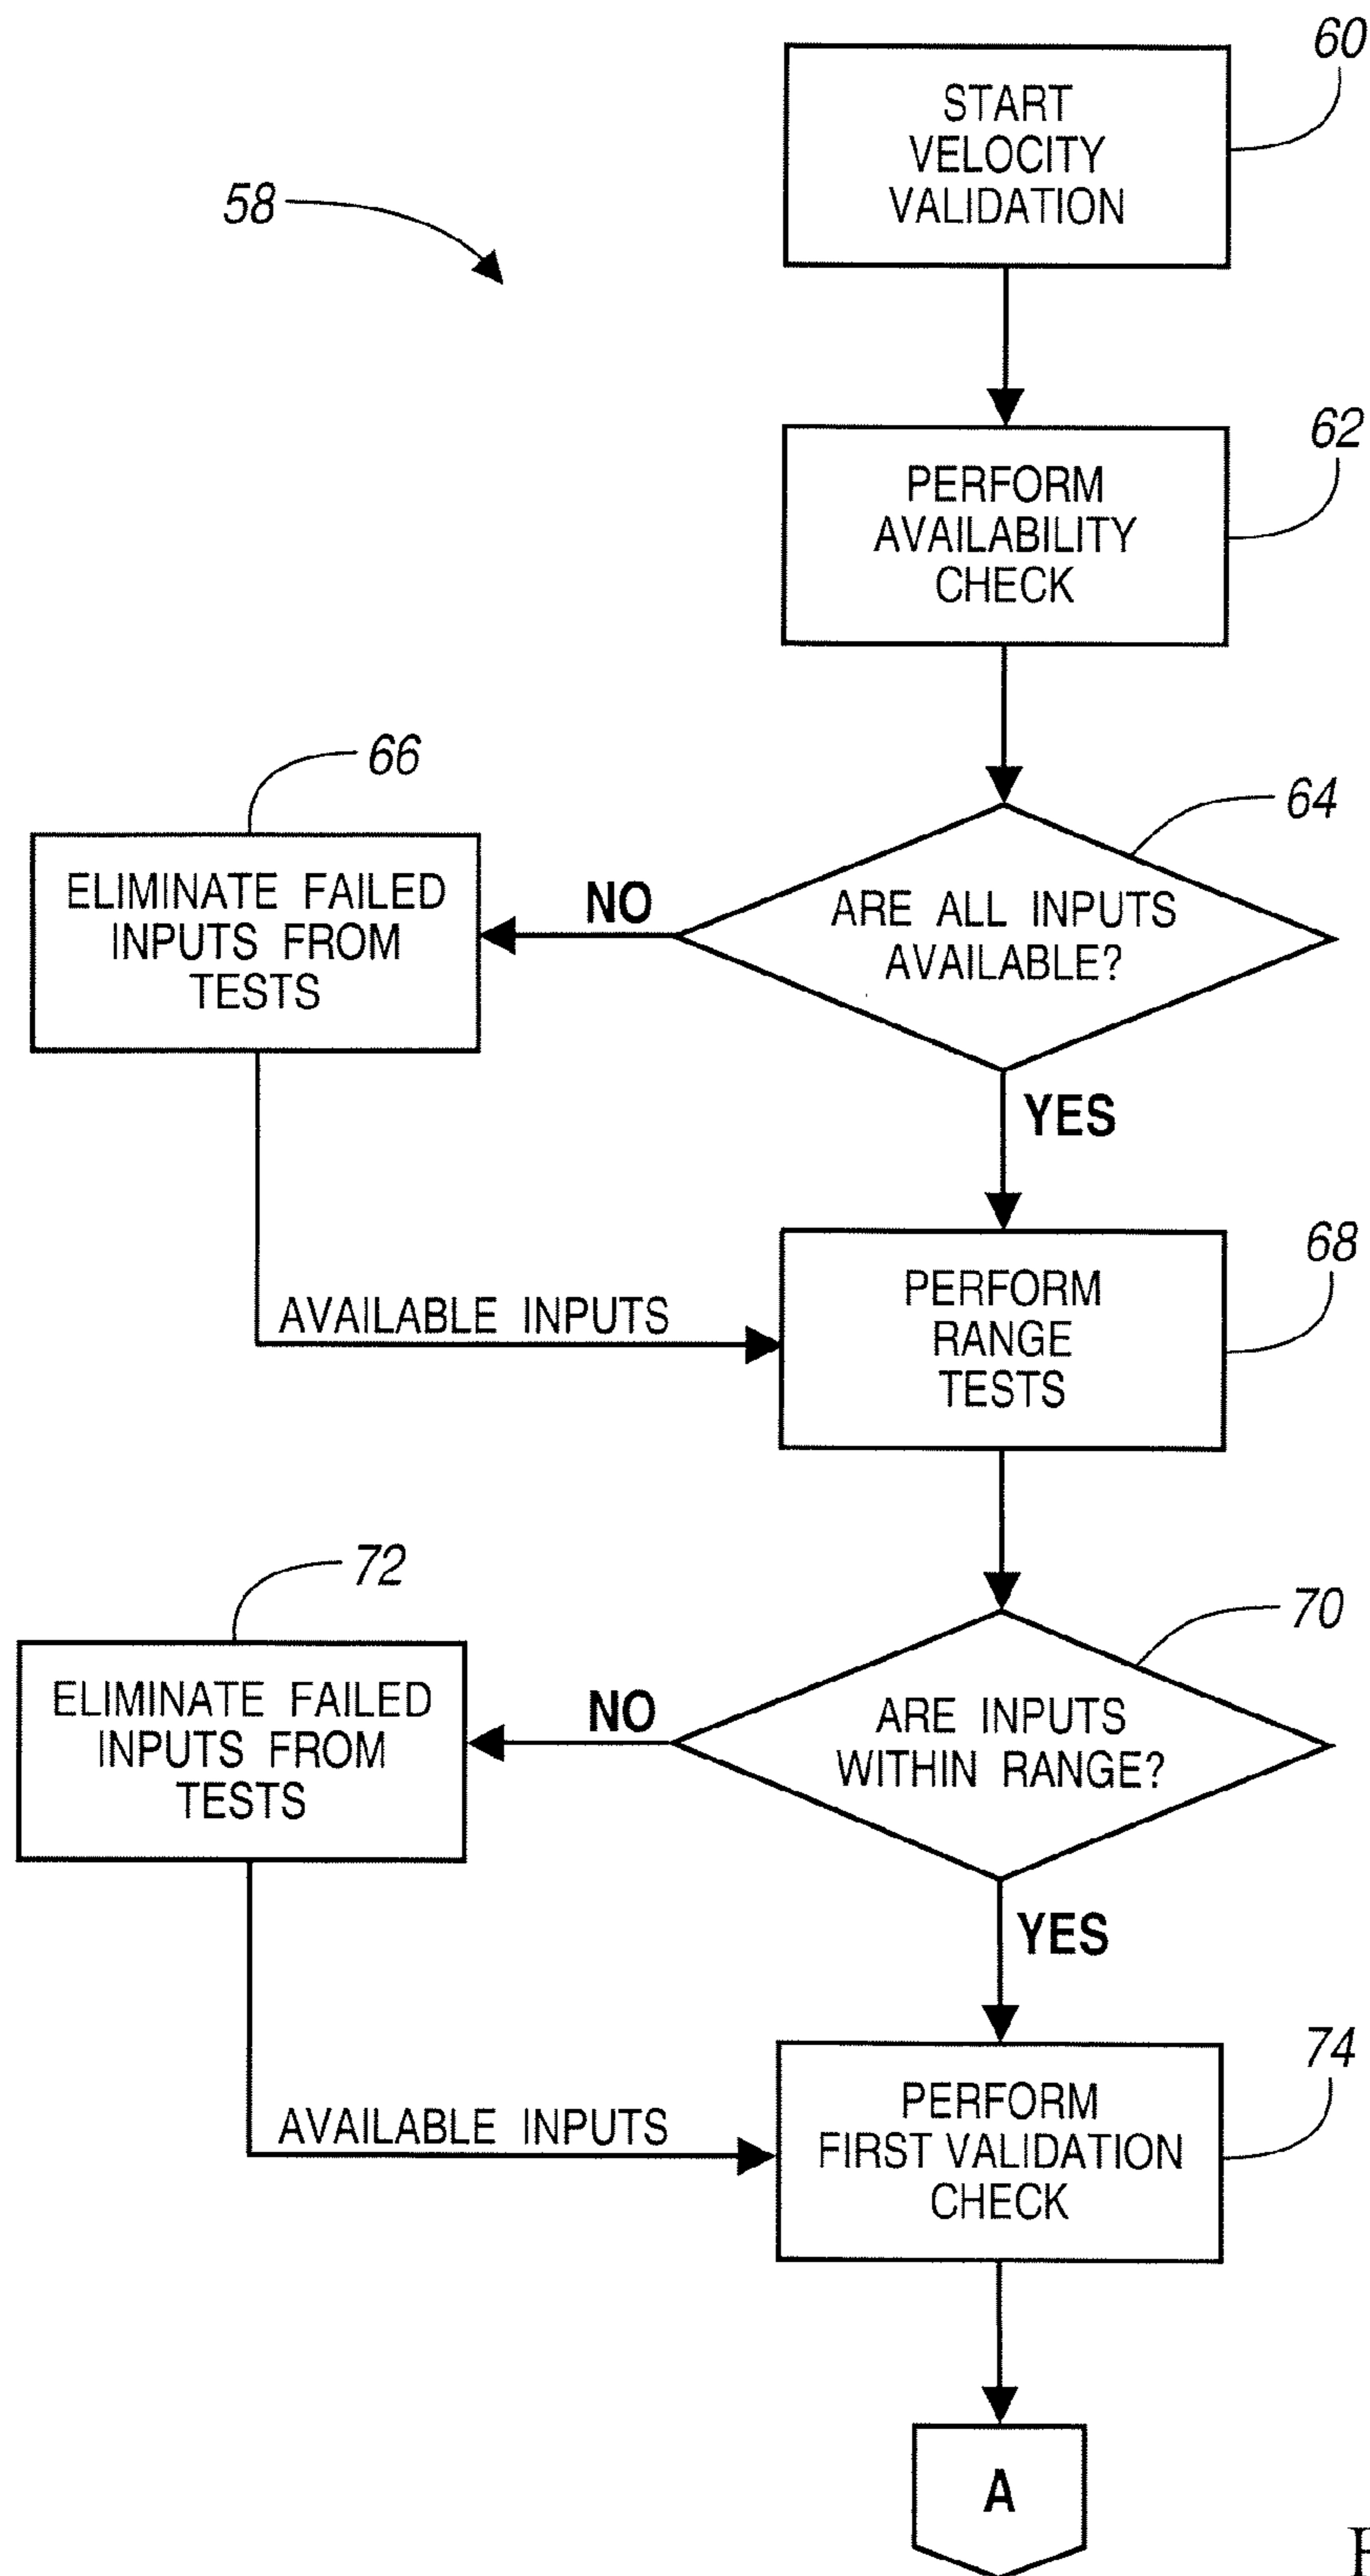 60
START
VELOCITY
VALIDATION
58
62
PERFORM
AVAILABILITY
CHECK
66
64
ELIMINATE FAILED
INPUTS FROM
TESTS
NO
ARE ALL INPUTS
AVAILABLE?
YES
68
PERFORM
RANGE
TESTS
AVAILABLE INPUTS
72
70
ELIMINATE FAILED
INPUTS FROM
TESTS
NO
ARE INPUTS
WITHIN RANGE?
YES
74
PERFORM
FIRST VALIDATION
CHECK
AVAILABLE INPUTS
A